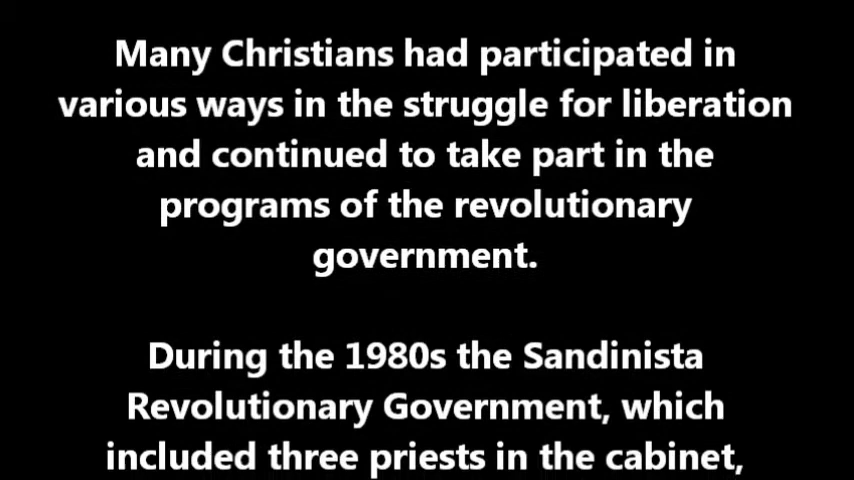 Many Christians had participated in
various ways in the struggle for liberation
and continued to take part in the
programs of the revolutionary
government.
During the 1980s the Sandinista
Revolutionary Government, which
included three priests in the cabinet,